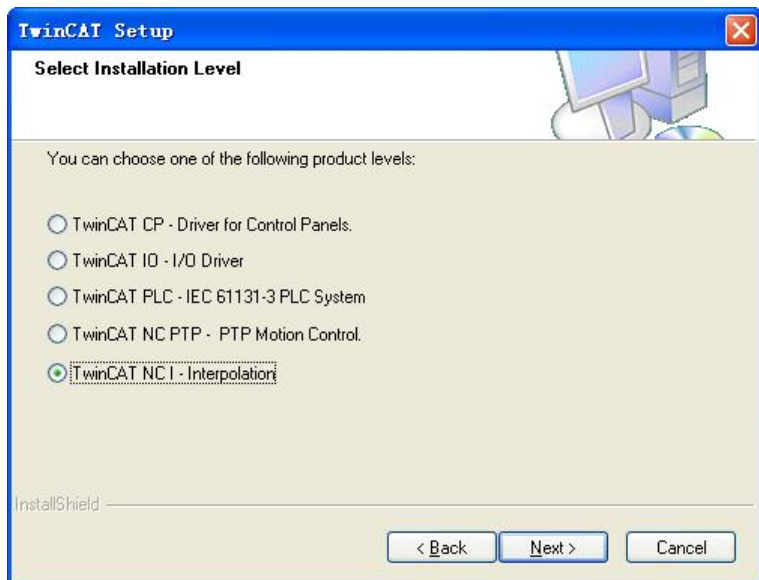 TwinCAT Setup
Select Installation Level
You can choose one of the following product levels:
TwinCAT CP - Driver for Control Panels.
TwinCAT IO - I/O Driver
TwinCAT PLC - IEC 61131-3 PLC System
TwinCAT NC PTP -  PTP Motion Control.
TwinCAT NC I - Interpolation
InstallShield
< Back
Next >
Cancel